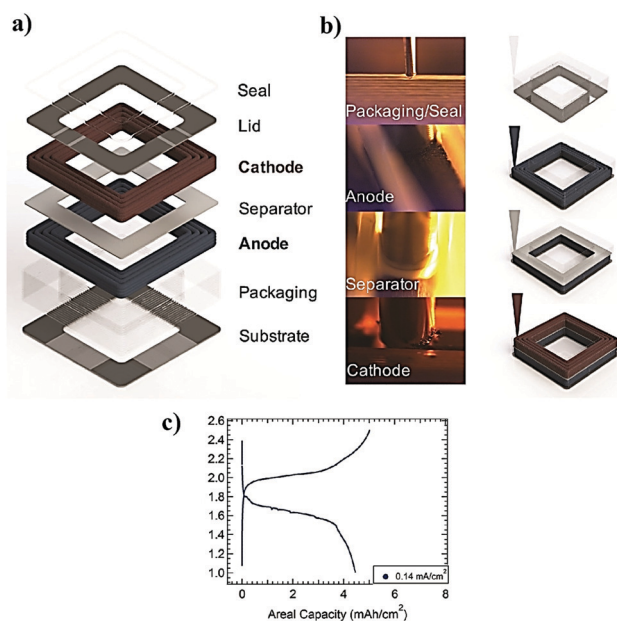 a)
Seal
Lid
Cathode
Separator
Anode
Packaging
Substrate
b)
Packaging/Seal
Anode
Separator
Cathode
c)
2.6
2.4
2.2
2.0
1.8
1.6
1.4
1.2
1.0
0.14 mA/cm²
0 2 4 6 8
Areal Capacity (mAh/cm²)